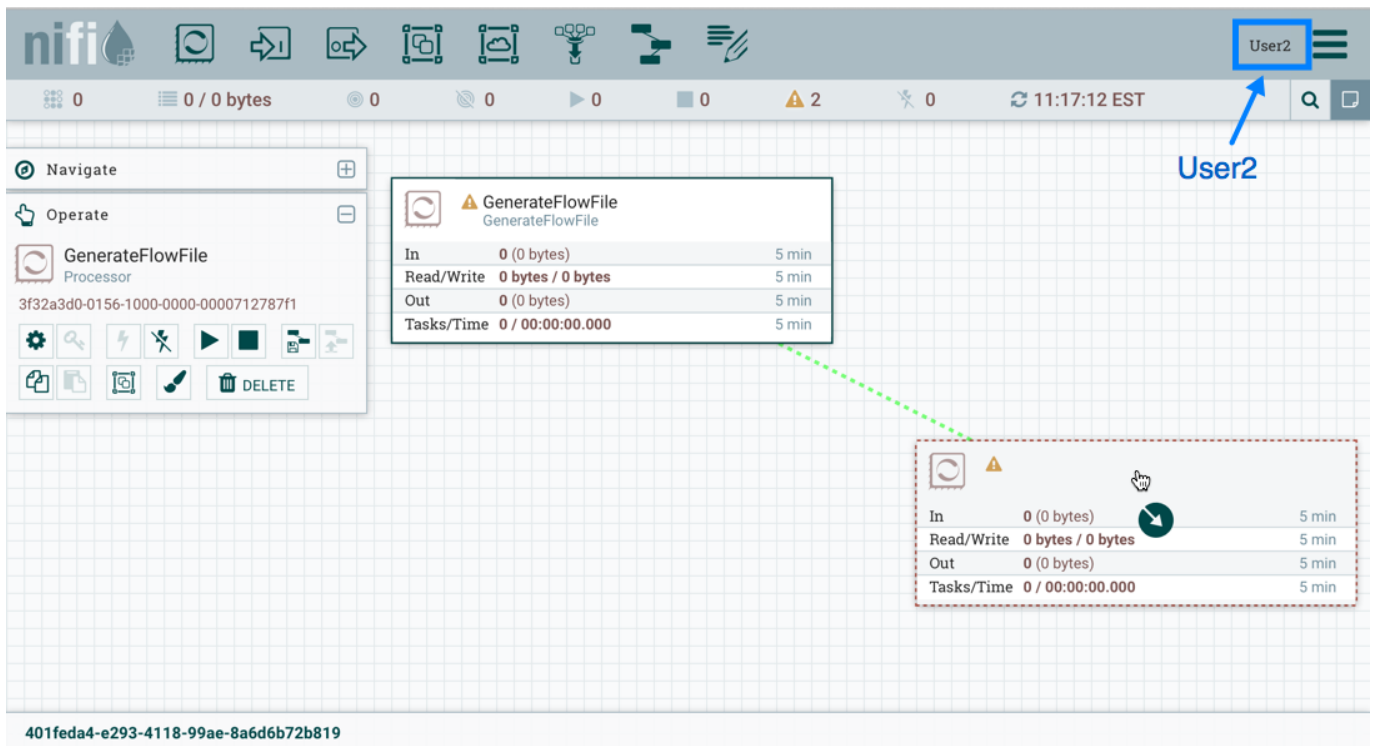 nifi
User2
0 0 / 0 bytes 0 0 0 0 2 0 11:17:12 EST
User2
Navigate
Operate
GenerateFlowFile
Processor
3f32a3d0-0156-1000-0000-0000712787f1
DELETE
GenerateFlowFile
GenerateFlowFile
In 0 (0 bytes) 5 min
Read/Write 0 bytes / 0 bytes 5 min
Out 0 (0 bytes) 5 min
Tasks/Time 0 / 00:00:00.000 5 min
In 0 (0 bytes) 5 min
Read/Write 0 bytes / 0 bytes 5 min
Out 0 (0 bytes) 5 min
Tasks/Time 0 / 00:00:00.000 5 min
401feda4-e293-4118-99ae-8a6d6b72b819